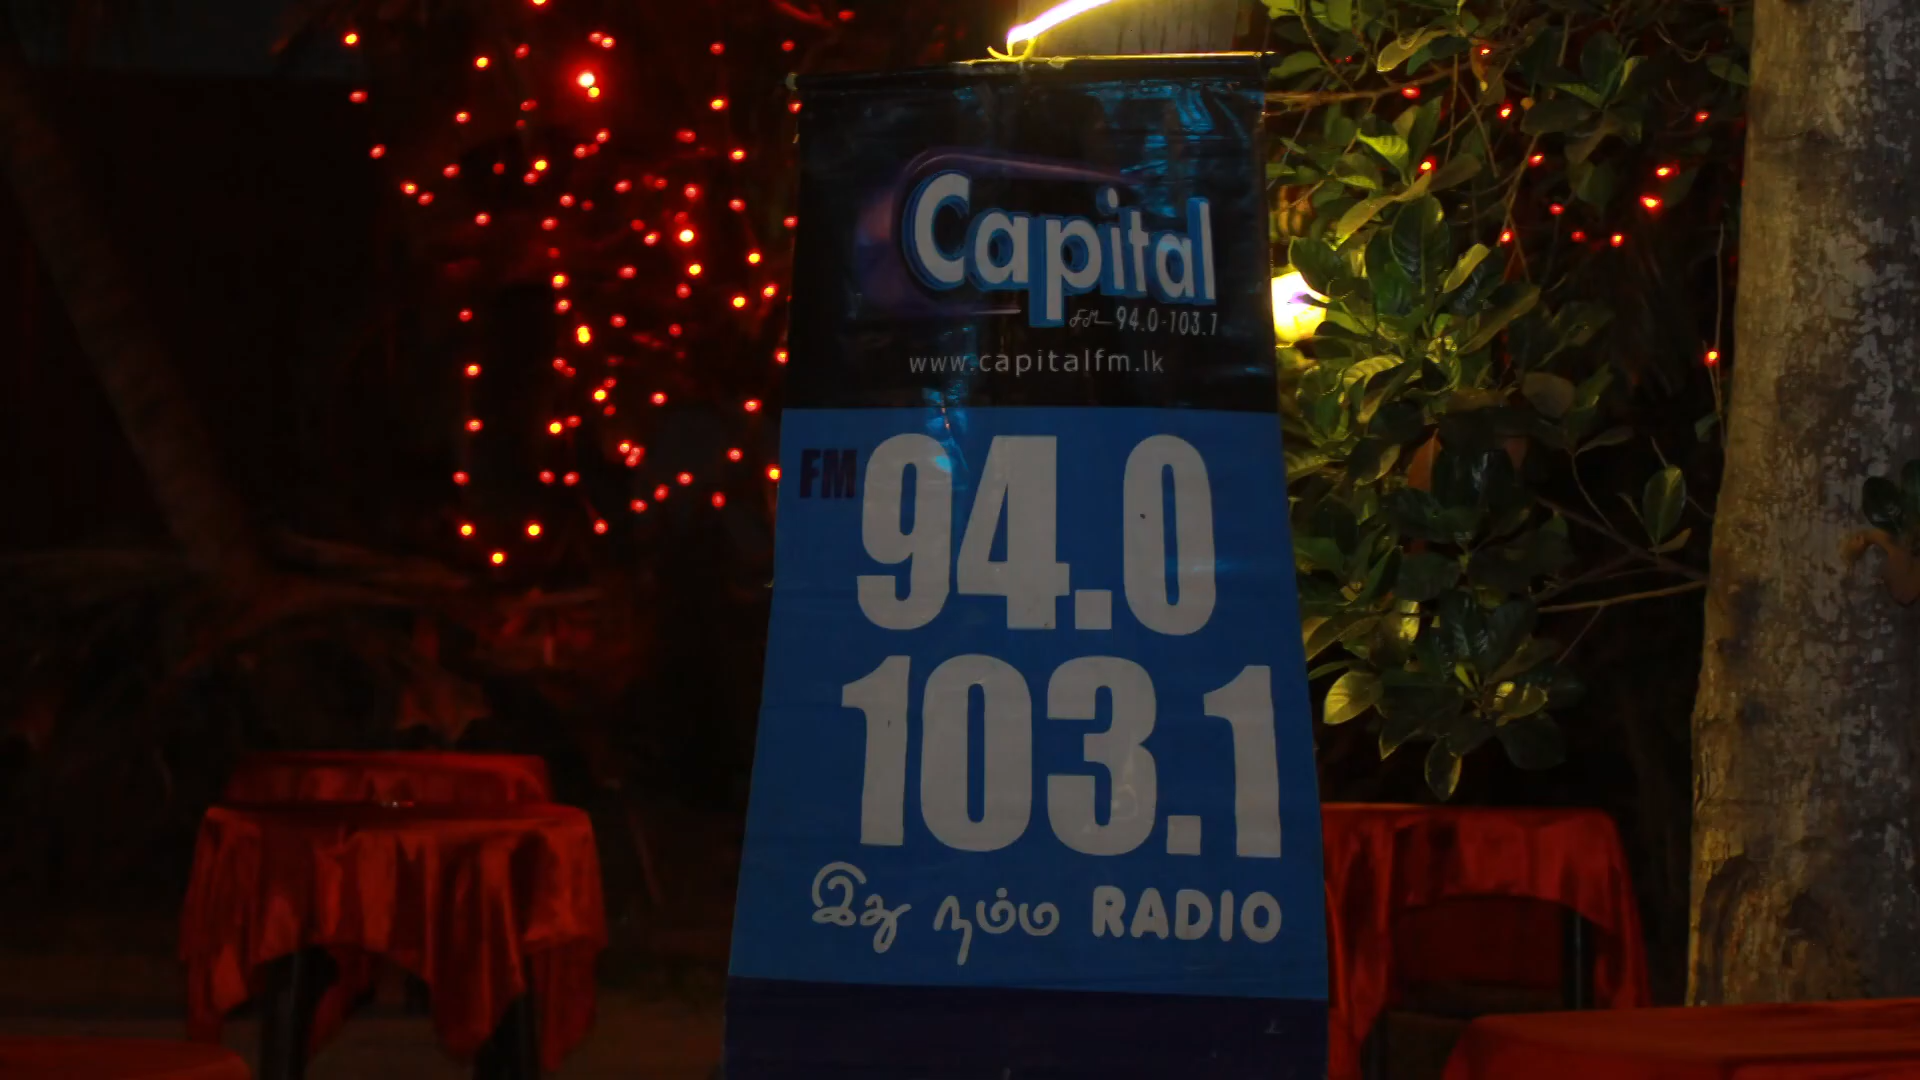 Capital
FM 94.0-103.1
www.capitalfm.lk
FM 94.0
103.1
இது நம்ம RADIO